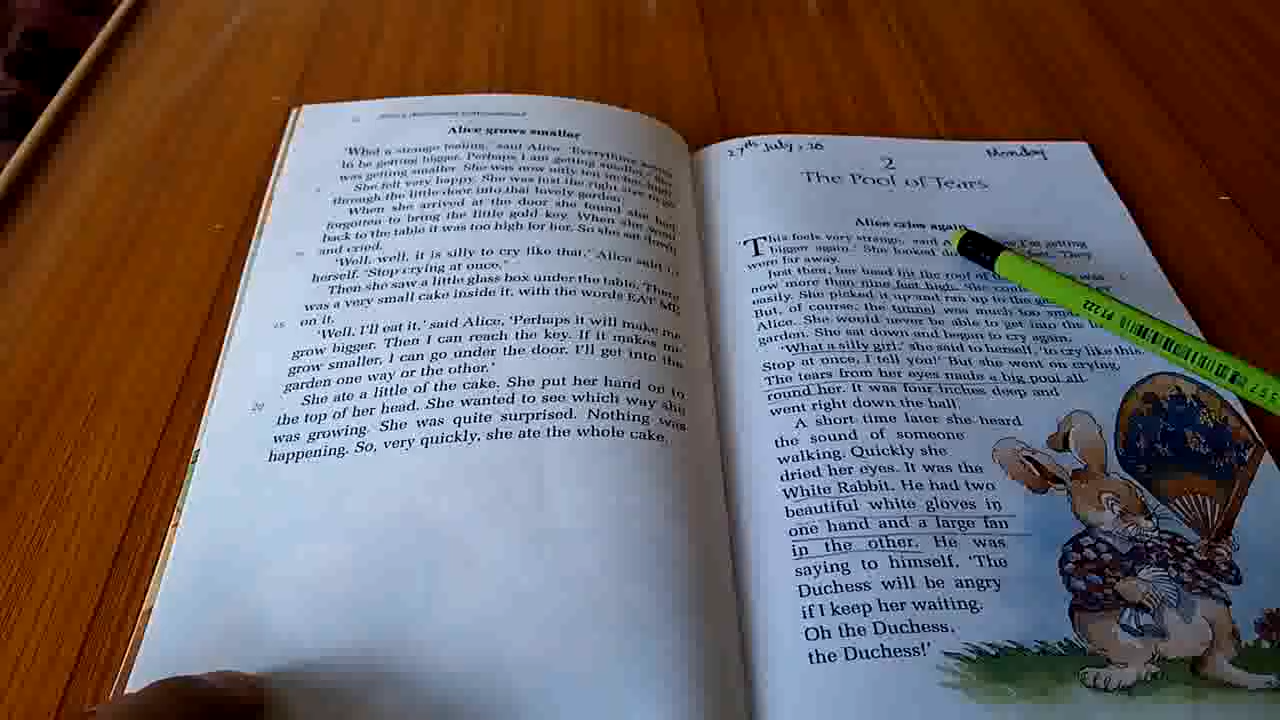 Alice grows smaller
'What a strange feeling,' said Alice. 'Everything
to be getting bigger. Perhaps I am getting smaller.' She
was getting smaller. She was now only ten inches high.
She felt very happy. She was just the right size to go
through the little door into that lovely garden.
When she arrived at the door she found she had
forgotten to bring the little gold key. When she went
back to the table it was too high for her. So she sat down
and cried.
'Well, well, it is silly to cry like that,' Alice said to
herself. 'Stop crying at once.'
Then she saw a little glass box under the table. There
was a very small cake inside it, with the words EAT ME
on it.
15
'Well, I'll eat it,' said Alice, 'Perhaps it will make me
grow bigger. Then I can reach the key. If it makes me
grow smaller, I can go under the door. I'll get into the
garden one way or the other.'
20
She ate a little of the cake. She put her hand on to
the top of her head. She wanted to see which way she
was growing. She was quite surprised. Nothing was
happening. So, very quickly, she ate the whole cake.
27th July, 20 Monday
2
The Pool of Tears
Alice cries again
This feels very strange,' said I'm getting
bigger again.' She looked feet. They
were far away.
Just then, her head hit the roof of was
now more than nine feet high. She
easily. She picked it up and ran up to the
But, of course, the tunnel was much too
Alice. She would never be able to get into the
garden. She sat down and began to cry again.
'What a silly girl,' she said to herself, 'to cry like this.
Stop at once, I tell you!' But she went on crying.
The tears from her eyes made a big pool all
round her. It was four inches deep and
went right down the hall.
A short time later she heard
the sound of someone
walking. Quickly she
dried her eyes. It was the
White Rabbit. He had two
beautiful white gloves in
one hand and a large fan
in the other. He was
saying to himself, 'The
Duchess will be angry
if I keep her waiting.
Oh the Duchess,
the Duchess!'